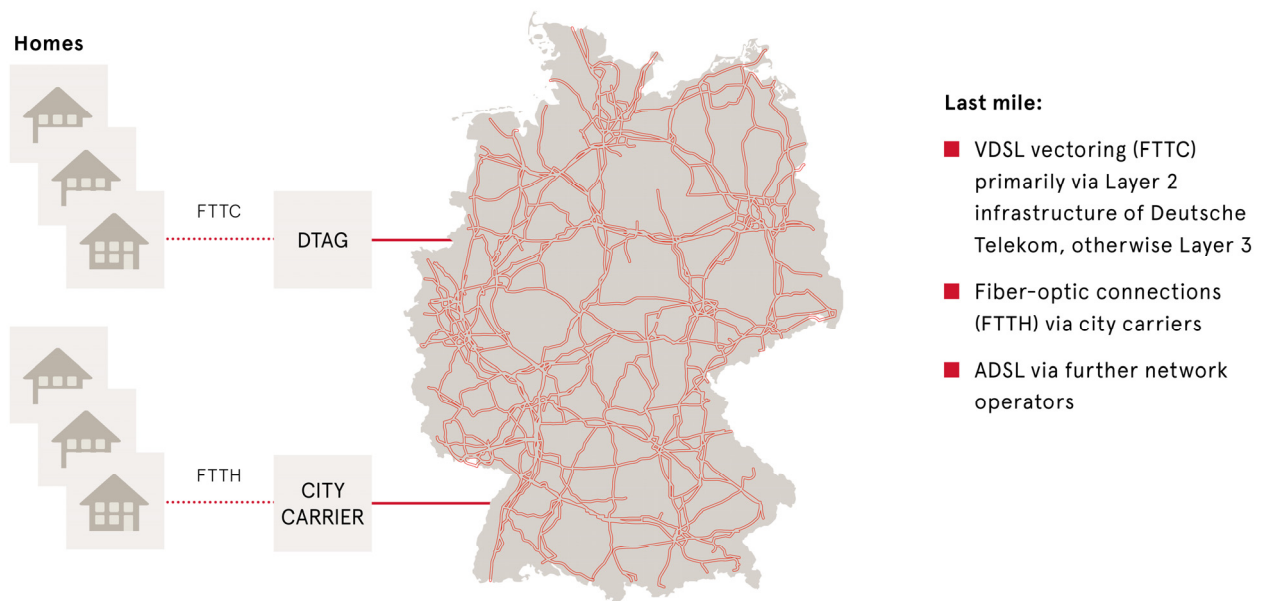 Homes
FTTC
DTAG
FTTH
CITY
CARRIER
Last mile:
VDSL vectoring (FTTC)
primarily via Layer 2
infrastructure of Deutsche
Telekom, otherwise Layer 3
Fiber-optic connections
(FTTH) via city carriers
ADSL via further network
operators